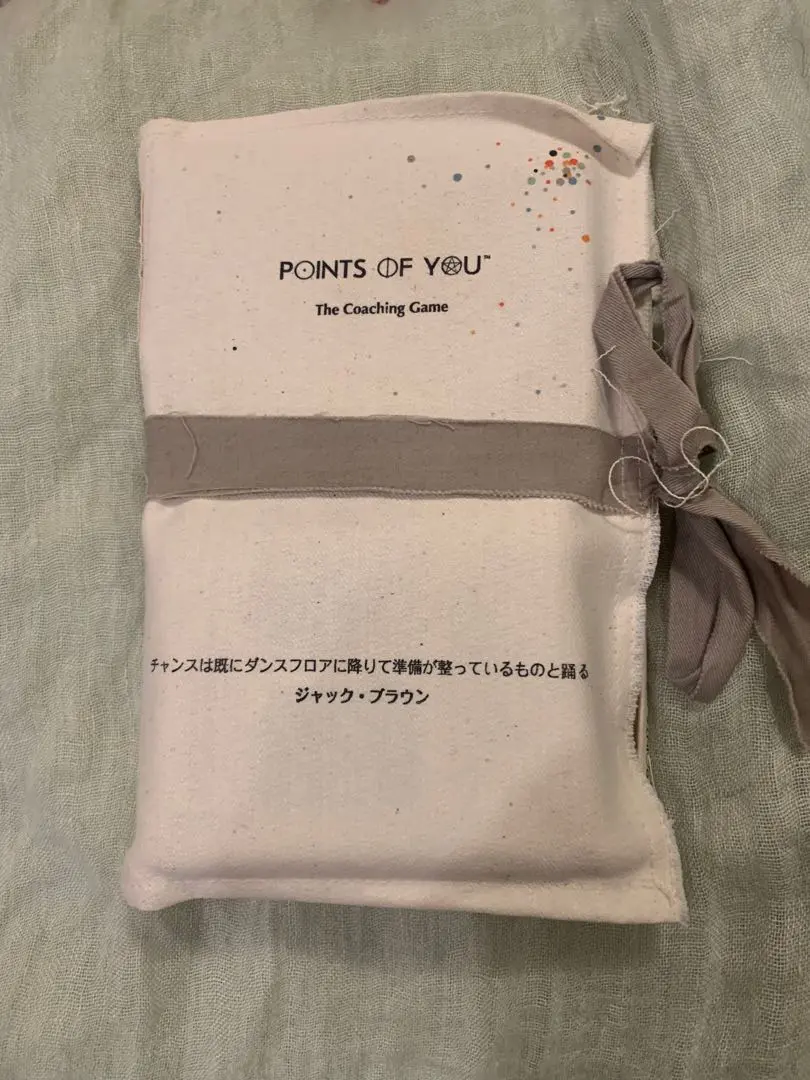 POINTS OF YOU™
The Coaching Game
チャンスは既にダンスフロアに降りて準備が整っているものと踊る
ジャック・ブラウン